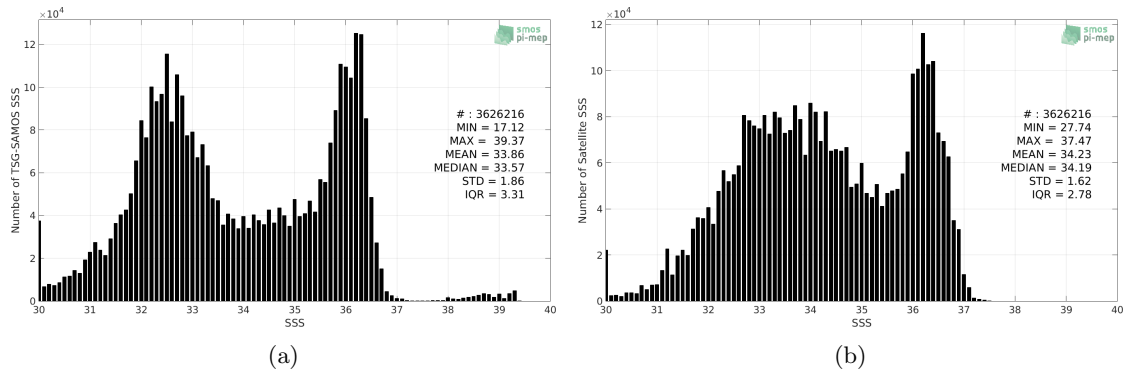 ×10⁴
12
10
8
6
4
2
0
Number of TSG-SAMOS SSS
smos
pi-mep
# : 3626216
MIN = 17.12
MAX = 39.37
MEAN = 33.86
MEDIAN = 33.57
STD = 1.86
IQR = 3.31
30 31 32 33 34 35 36 37 38 39 40
SSS
(a)
×10⁴
12
10
8
6
4
2
0
Number of Satellite SSS
smos
pi-mep
# : 3626216
MIN = 27.74
MAX = 37.47
MEAN = 34.23
MEDIAN = 34.19
STD = 1.62
IQR = 2.78
30 31 32 33 34 35 36 37 38 39 40
SSS
(b)